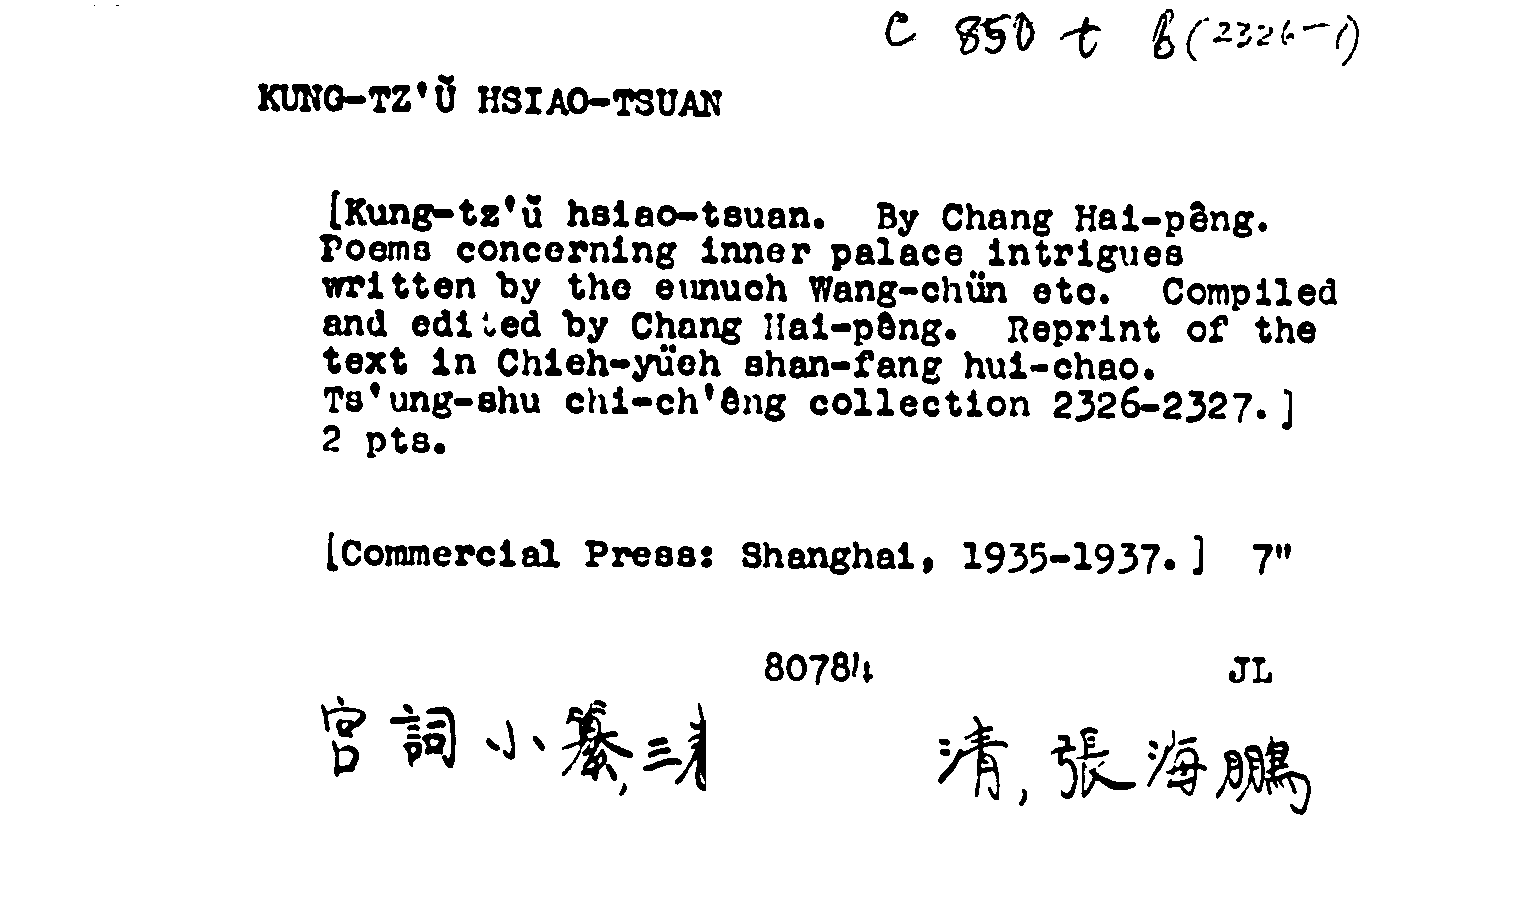 C 850 t 6 (2326-1)
KUNG-TZ'Ŭ HSIAO-TSUAN
[Kung-tz'ŭ hsiao-tsuan. By Chang Hai-pêng.
Poems concerning inner palace intrigues
written by the eunuch Wang-chün etc. Compiled
and edited by Chang Hai-pêng. Reprint of the
text in Chieh-yüeh shan-fang hui-chao.
Ts'ung-shu chi-ch'êng collection 2326-2327.]
2 pts.
[Commercial Press: Shanghai, 1935-1937.] 7"
80784 JL
宮詞小纂,三 清,張海鵬